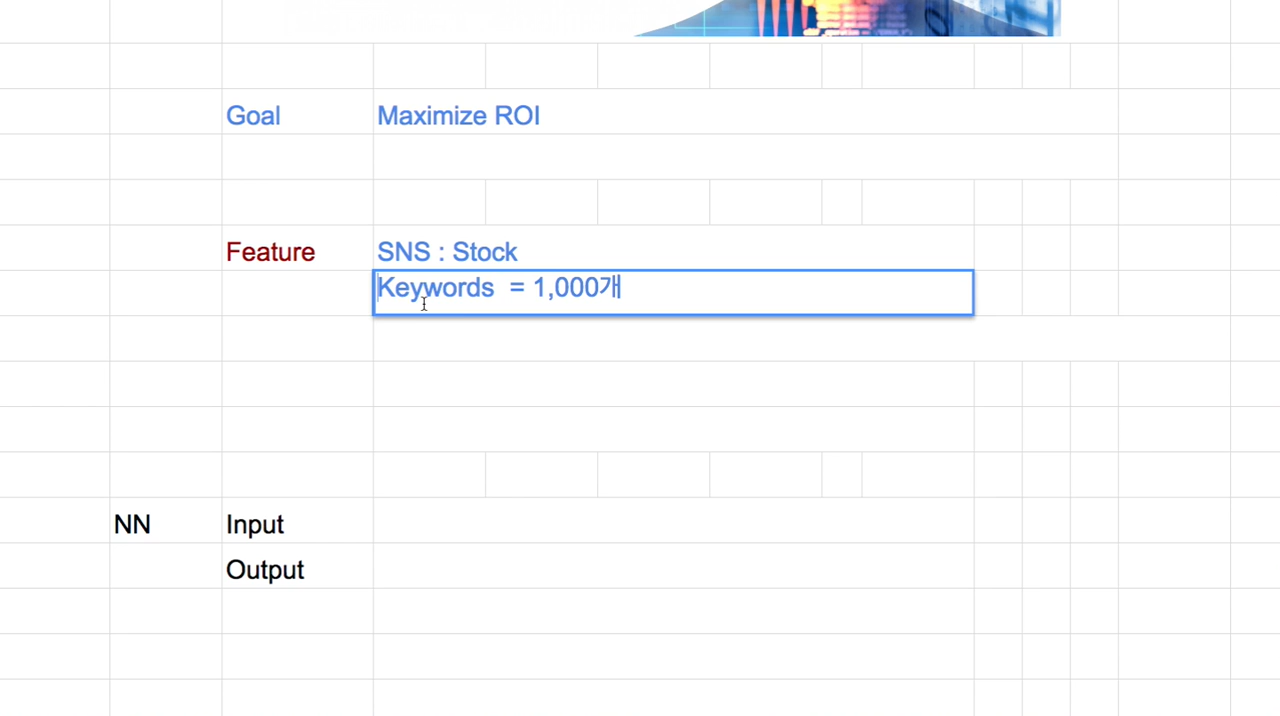 Goal Maximize ROI
Feature SNS : Stock
Keywords = 1,000개
NN Input
Output